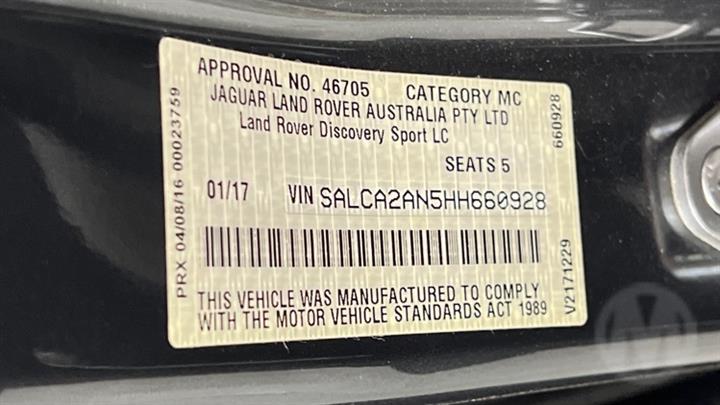 APPROVAL NO. 46705 CATEGORY MC
JAGUAR LAND ROVER AUSTRALIA PTY LTD
Land Rover Discovery Sport LC
SEATS 5
01/17 VIN SALCA2AN5HH660928
THIS VEHICLE WAS MANUFACTURED TO COMPLY
WITH THE MOTOR VEHICLE STANDARDS ACT 1989
PRX 04/08/16 00023759
660928
V2171229
M